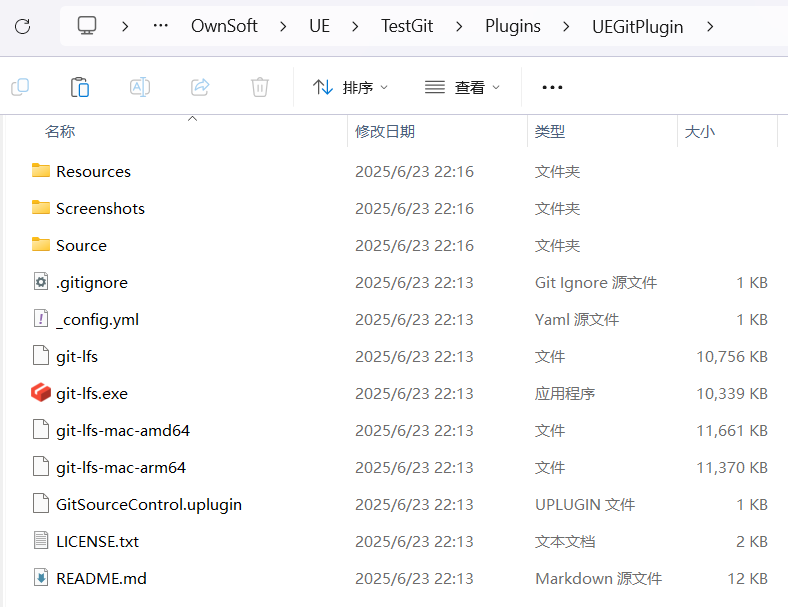 OwnSoft > UE > TestGit > Plugins > UEGitPlugin >
排序 查看
名称 修改日期 类型 大小
Resources 2025/6/23 22:16 文件夹
Screenshots 2025/6/23 22:16 文件夹
Source 2025/6/23 22:16 文件夹
.gitignore 2025/6/23 22:13 Git Ignore 源文件 1 KB
_config.yml 2025/6/23 22:13 Yaml 源文件 1 KB
git-lfs 2025/6/23 22:13 文件 10,756 KB
git-lfs.exe 2025/6/23 22:13 应用程序 10,339 KB
git-lfs-mac-amd64 2025/6/23 22:13 文件 11,661 KB
git-lfs-mac-arm64 2025/6/23 22:13 文件 11,370 KB
GitSourceControl.uplugin 2025/6/23 22:13 UPLUGIN 文件 1 KB
LICENSE.txt 2025/6/23 22:13 文本文档 2 KB
README.md 2025/6/23 22:13 Markdown 源文件 12 KB